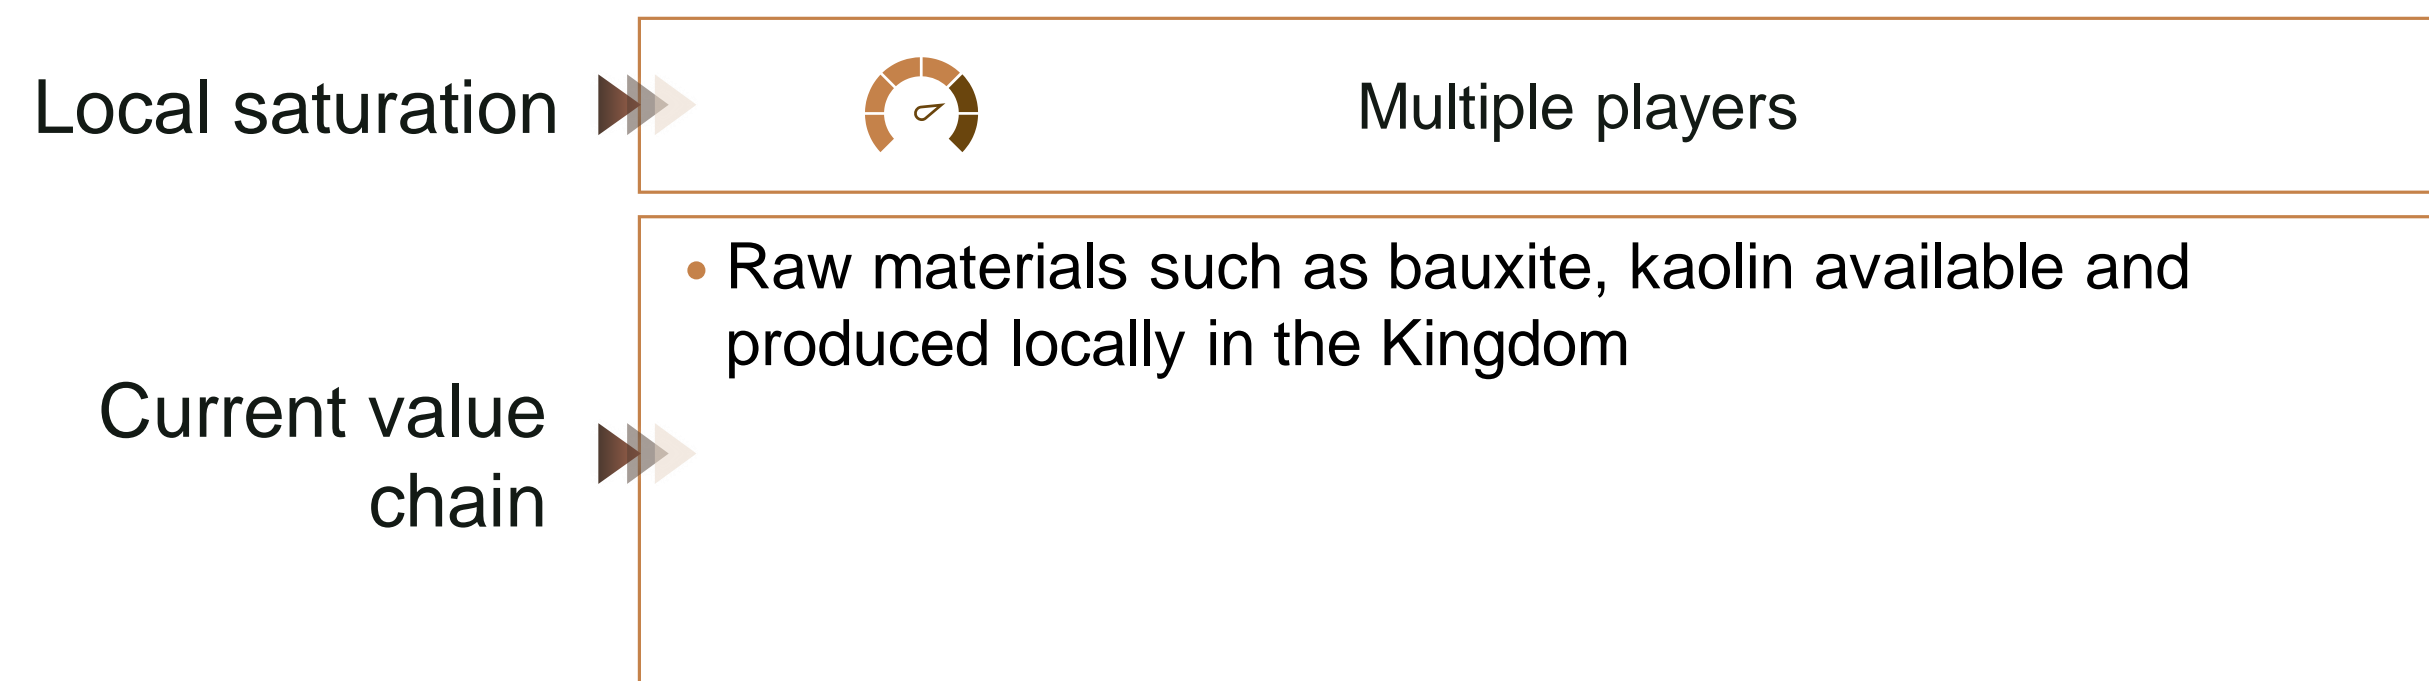 Local saturation
Multiple players
Current value
chain
• Raw materials such as bauxite, kaolin available and
produced locally in the Kingdom